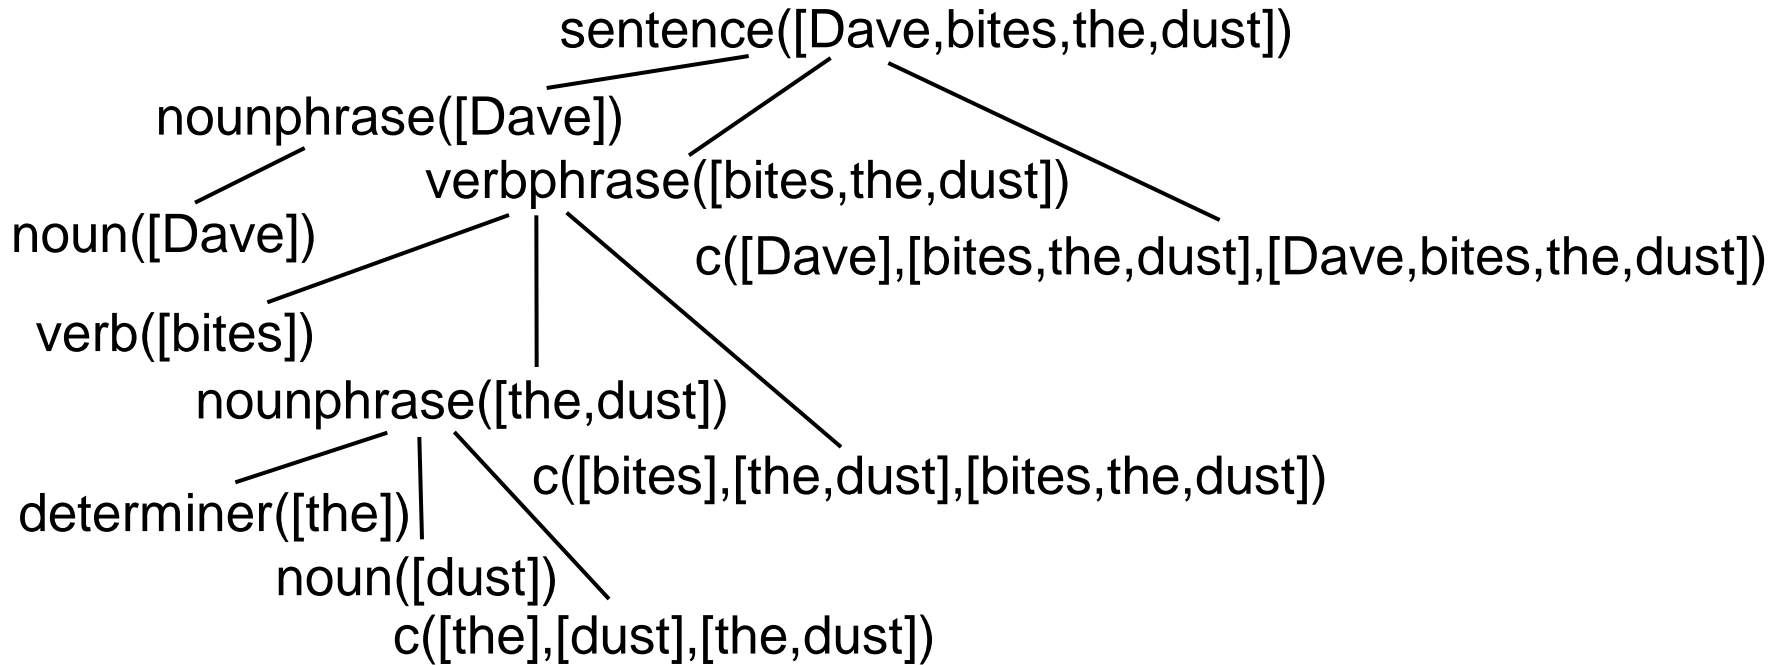 sentence([Dave,bites,the,dust])
nounphrase([Dave])
verbphrase([bites,the,dust])
noun([Dave])
c([Dave],[bites,the,dust],[Dave,bites,the,dust])
verb([bites])
nounphrase([the,dust])
c([bites],[the,dust],[bites,the,dust])
determiner([the])
noun([dust])
c([the],[dust],[the,dust])